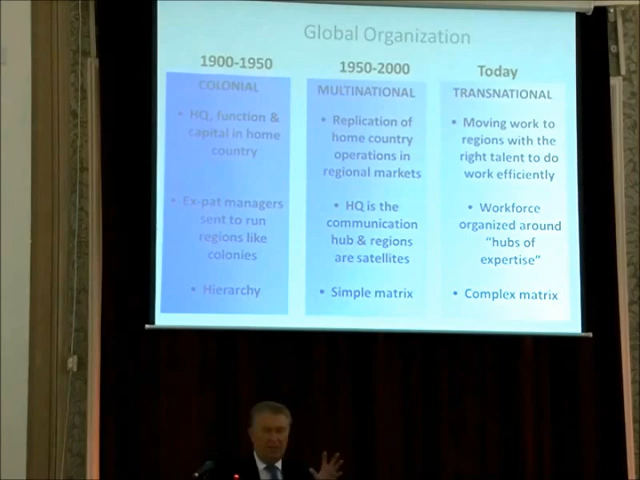 Global Organization
1900-1950
COLONIAL
• HQ, function &
capital in home
country
• Ex-pat managers
sent to run
regions like
colonies
• Hierarchy
1950-2000
MULTINATIONAL
• Replication of
home country
operations in
regional markets
• HQ is the
communication
hub & regions
are satellites
• Simple matrix
Today
TRANSNATIONAL
• Moving work to
regions with the
right talent to do
work efficiently
• Workforce
organized around
“hubs of
expertise”
• Complex matrix